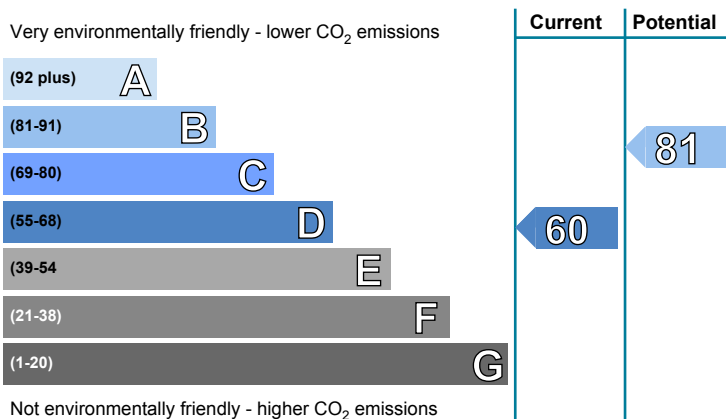 Current Potential
Very environmentally friendly - lower CO2 emissions
(92 plus) A
(81-91) B
(69-80) C
81
(55-68) D
60
(39-54 E
(21-38) F
(1-20) G
Not environmentally friendly - higher CO2 emissions